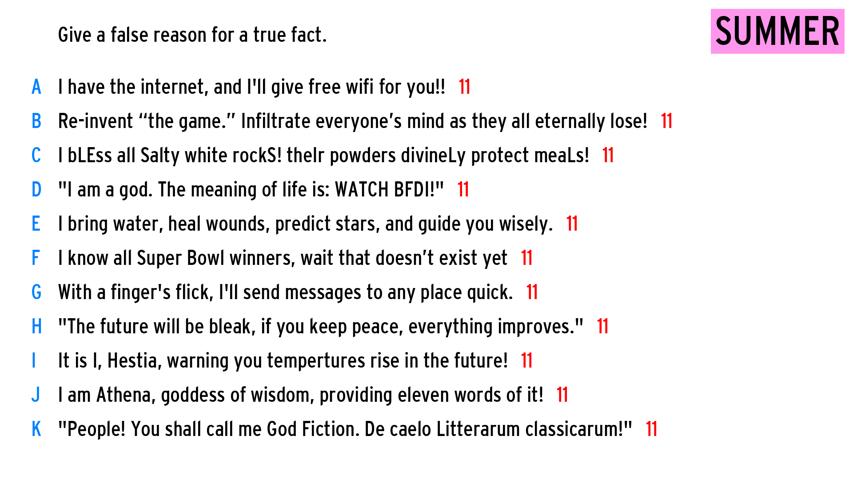 Give a false reason for a true fact.
SUMMER
A I have the internet, and I'll give free wifi for you!! 11
B Re-invent “the game.” Infiltrate everyone’s mind as they all eternally lose! 11
C I bLEss all Salty white rockS! theIr powders divineLy protect meaLs! 11
D "I am a god. The meaning of life is: WATCH BFDI!" 11
E I bring water, heal wounds, predict stars, and guide you wisely. 11
F I know all Super Bowl winners, wait that doesn’t exist yet 11
G With a finger's flick, I'll send messages to any place quick. 11
H "The future will be bleak, if you keep peace, everything improves." 11
I It is I, Hestia, warning you tempertures rise in the future! 11
J I am Athena, goddess of wisdom, providing eleven words of it! 11
K "People! You shall call me God Fiction. De caelo Litterarum classicarum!" 11